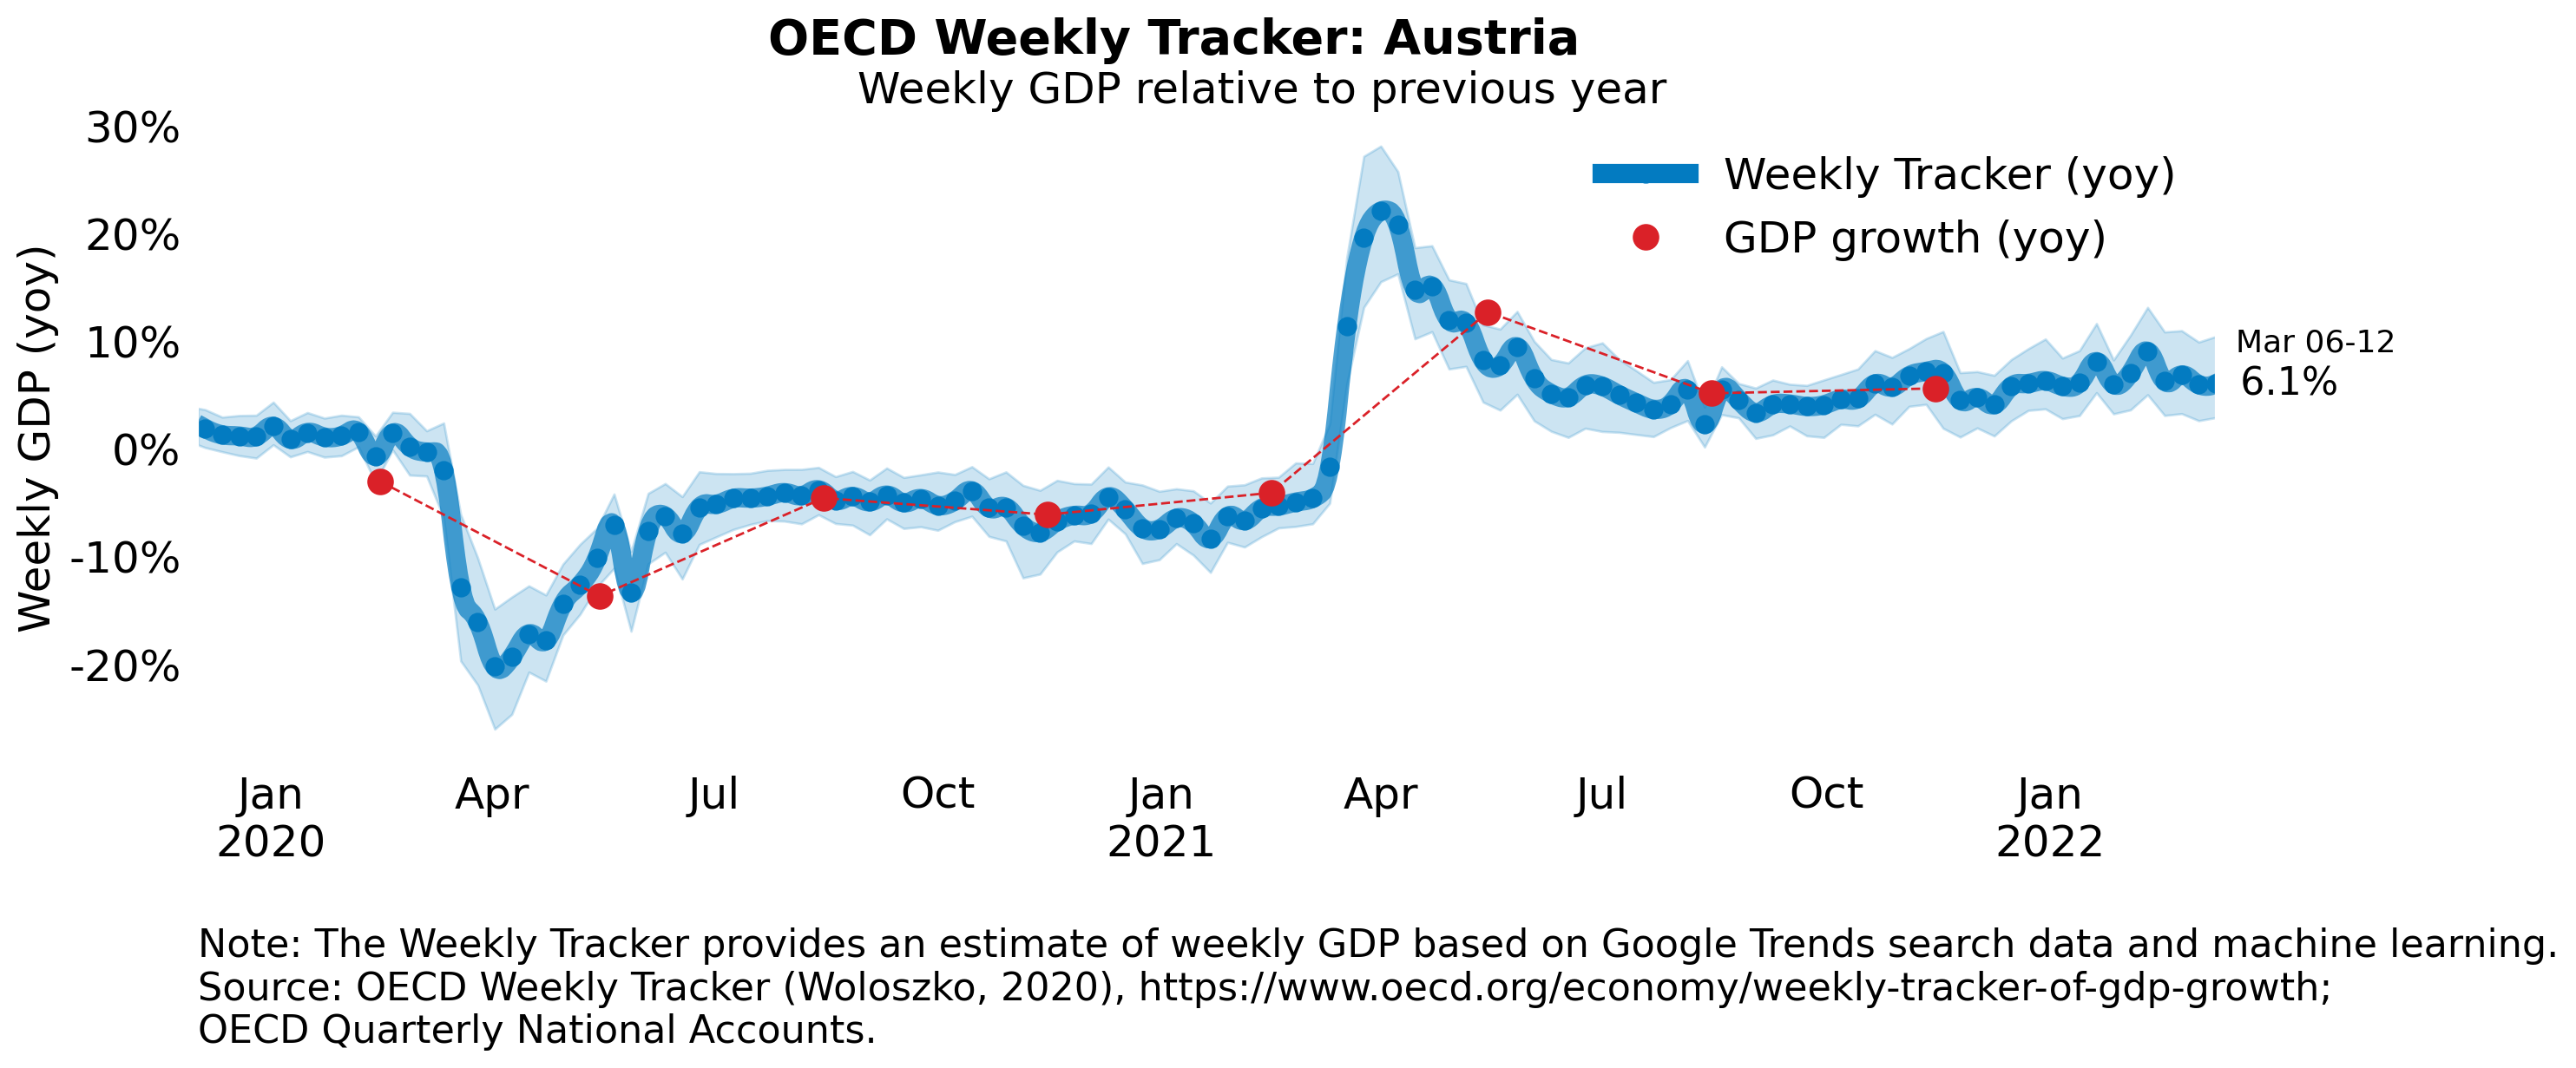 OECD Weekly Tracker: Austria
Weekly GDP relative to previous year
Weekly GDP (yoy)
30%
20%
10%
0%
-10%
-20%
Weekly Tracker (yoy)
GDP growth (yoy)
Mar 06-12
6.1%
Jan Apr Jul Oct Jan Apr Jul Oct Jan
2020 2021 2022
Note: The Weekly Tracker provides an estimate of weekly GDP based on Google Trends search data and machine learning.
Source: OECD Weekly Tracker (Woloszko, 2020), https://www.oecd.org/economy/weekly-tracker-of-gdp-growth;
OECD Quarterly National Accounts.